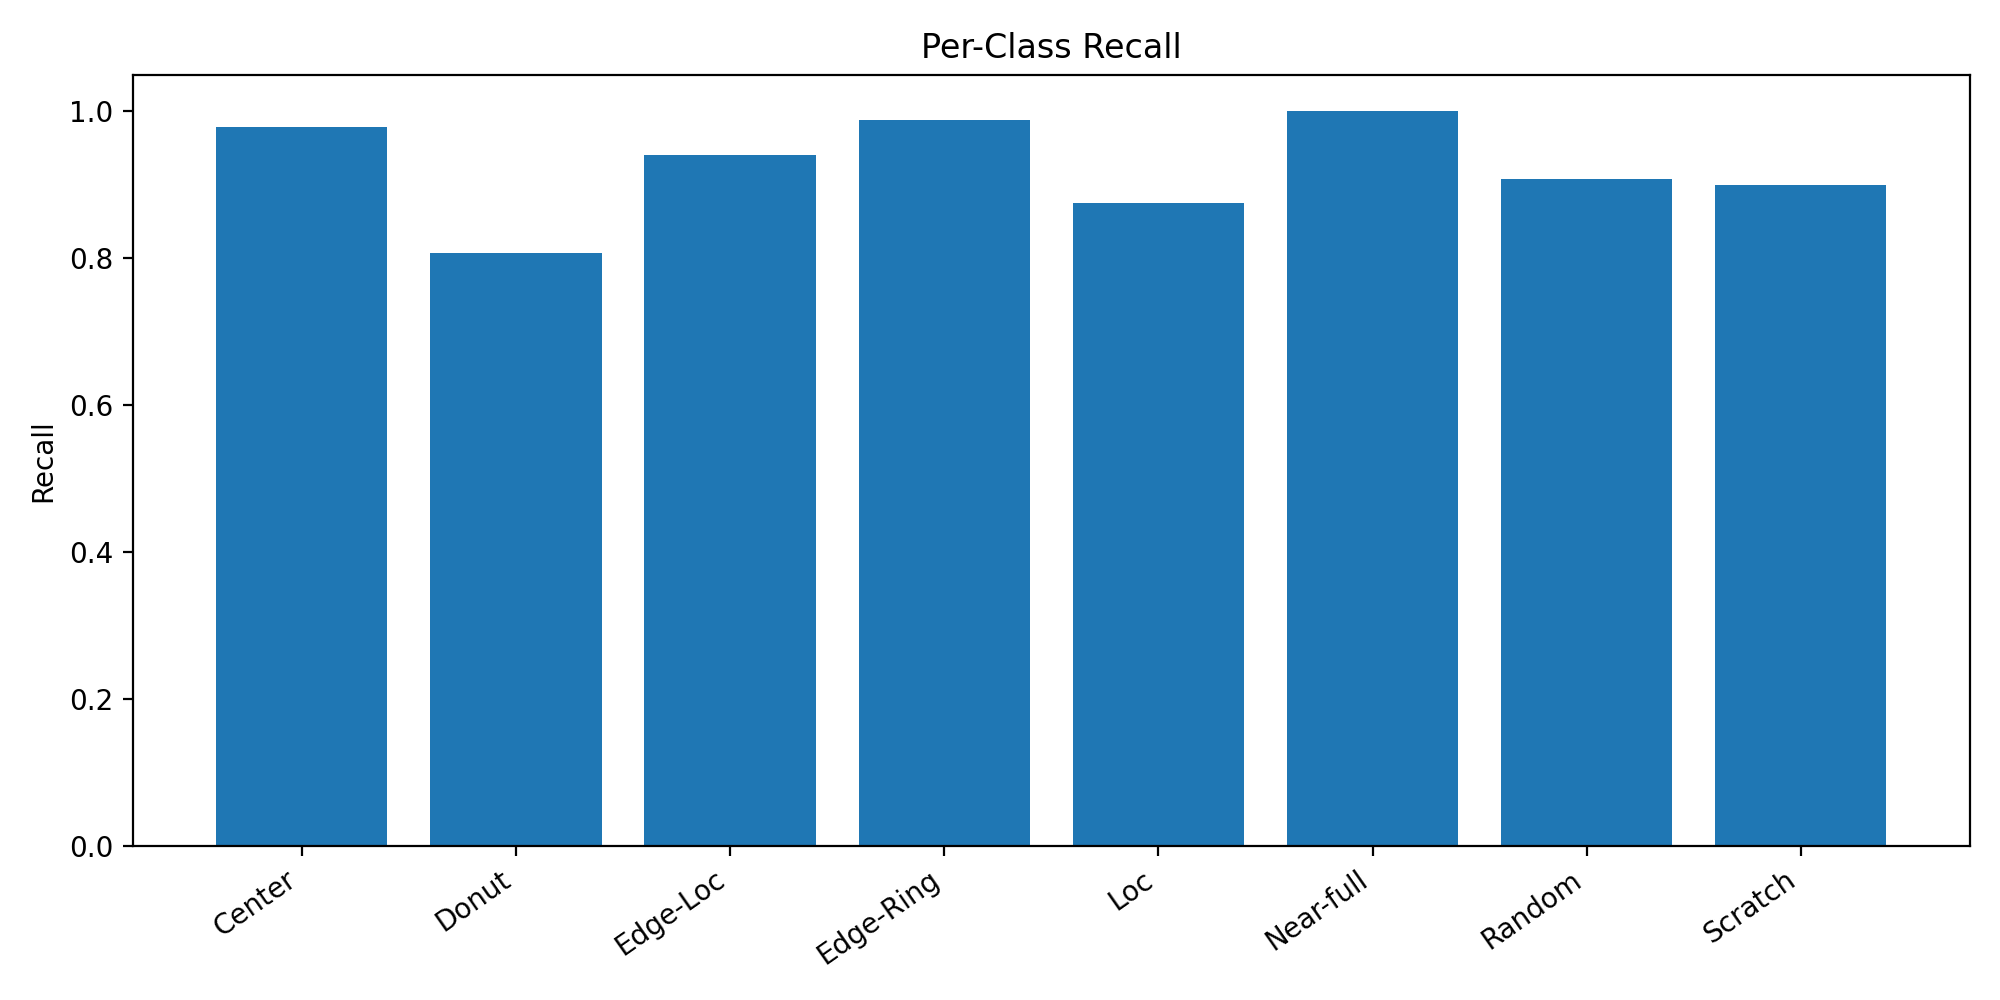 Per-Class Recall
Recall
1.0
0.8
0.6
0.4
0.2
0.0
Center
Donut
Edge-Loc
Edge-Ring
Loc
Near-full
Random
Scratch